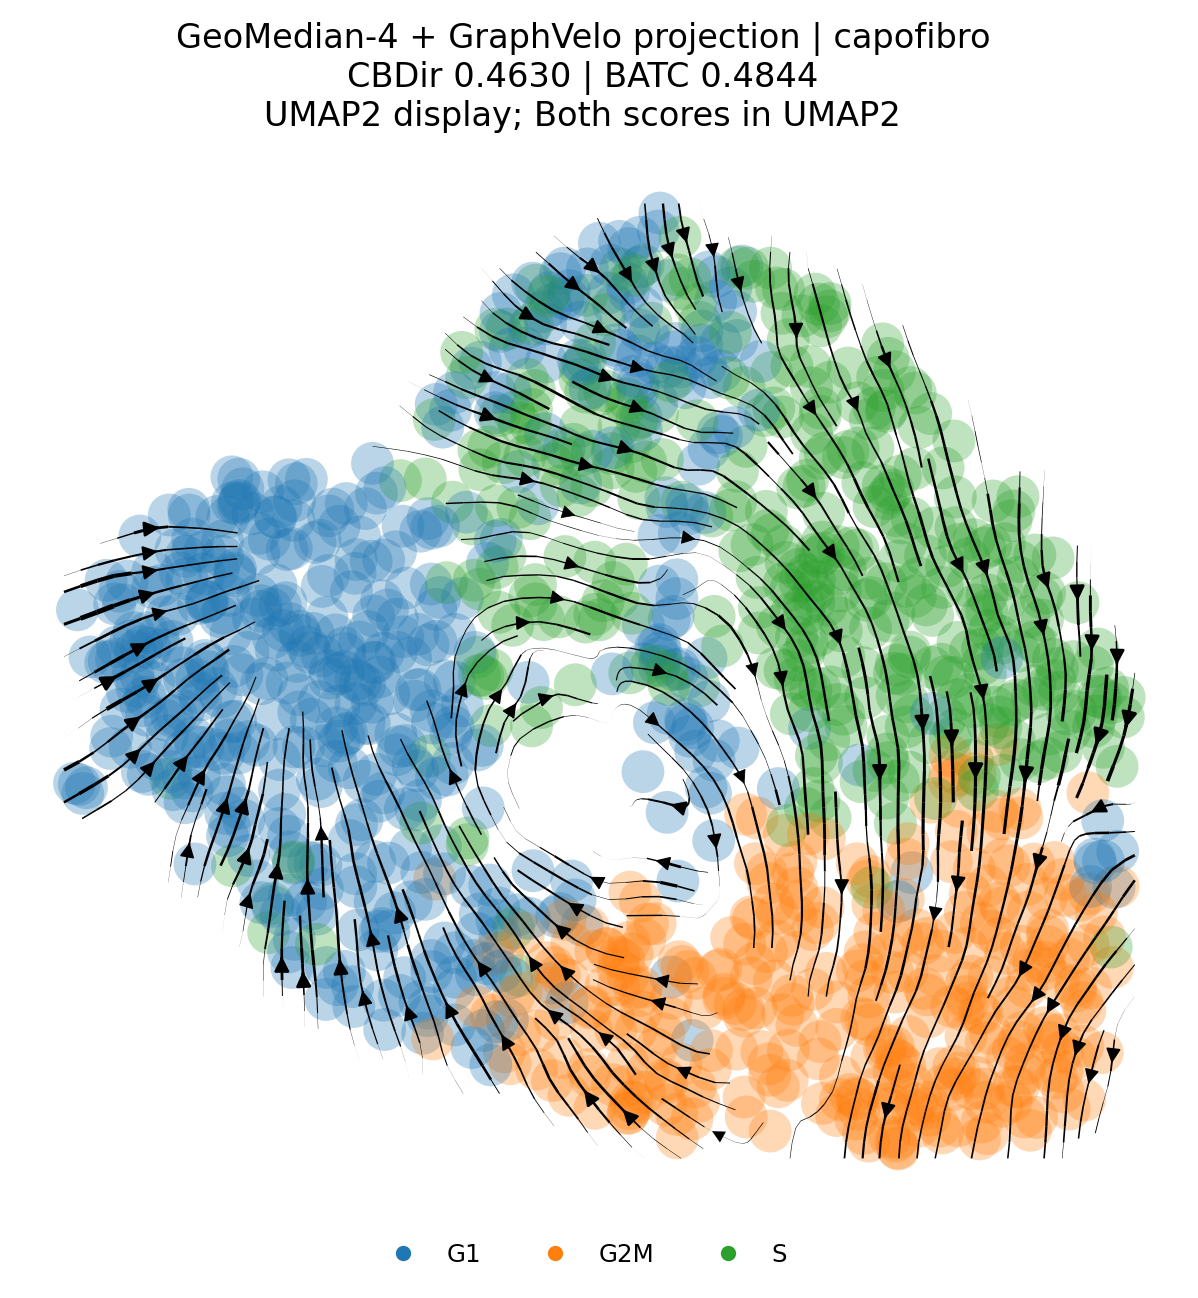 GeoMedian-4 + GraphVelo projection | capofibro
CBDir 0.4630 | BATC 0.4844
UMAP2 display; Both scores in UMAP2
G1 G2M S